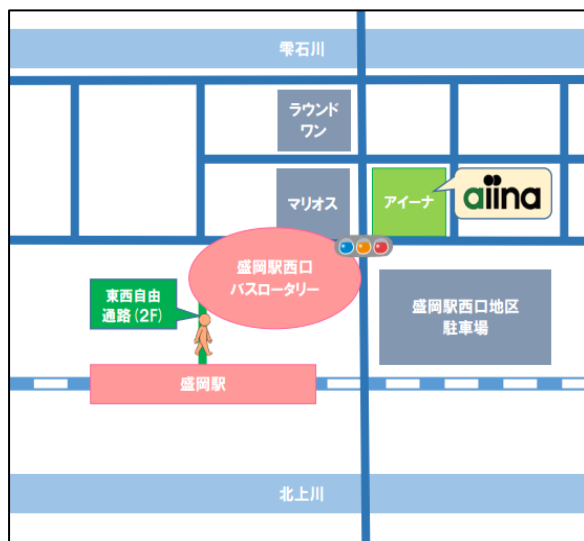 雫石川
ラウンド
ワン
マリオス
アイーナ
aiina
盛岡駅西口
バスロータリー
東西自由
通路(2F)
盛岡駅西口地区
駐車場
盛岡駅
北上川